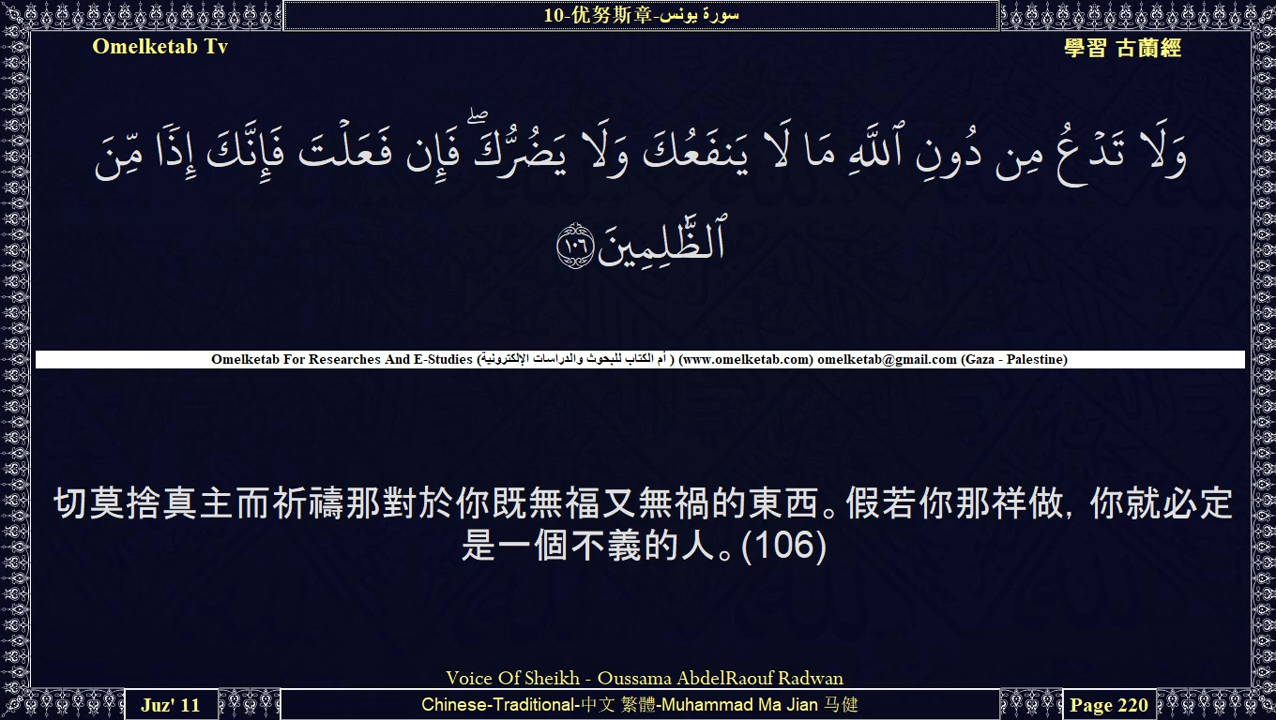 10-优努斯章-سورة يونس
Omelketab Tv
學習 古蘭經
وَلَا تَدْعُ مِن دُونِ ٱللَّهِ مَا لَا يَنفَعُكَ وَلَا يَضُرُّكَ ۖ فَإِن فَعَلْتَ فَإِنَّكَ إِذًا مِّنَ
ٱلظَّٰلِمِينَ ١٠٦
Omelketab For Researches And E-Studies (أم الكتاب للبحوث والدراسات الإلكترونية ) (www.omelketab.com) omelketab@gmail.com (Gaza - Palestine)
切莫捨真主而祈禱那對於你既無福又無禍的東西。假若你那祥做，你就必定
是一個不義的人。(106)
Voice Of Sheikh - Oussama AbdelRaouf Radwan
Juz' 11
Chinese-Traditional-中文 繁體-Muhammad Ma Jian 马健
Page 220